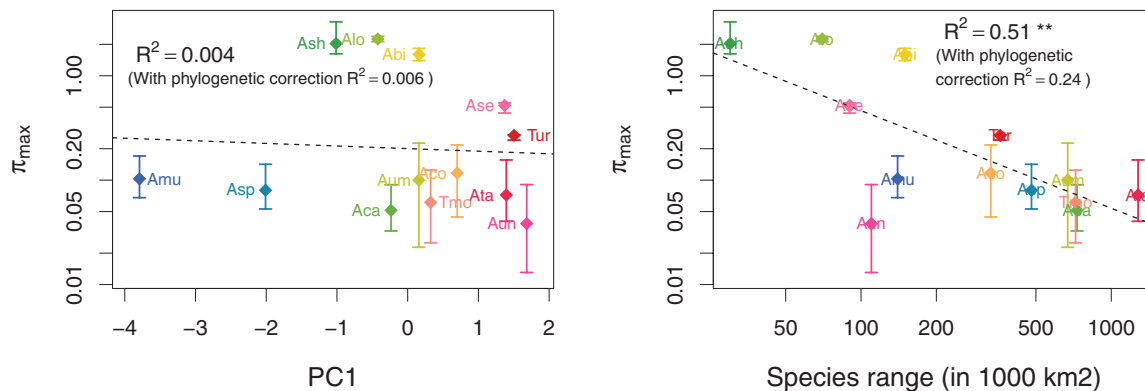 R2 = 0.004
(With phylogenetic correction R2 = 0.006 )
Ash
Alo
Abi
Ase
Tur
Amu
Asp
Aum
Aco
Aca
Tmo
Ata
Aun
πmax
1.00
0.20
0.05
0.01
−4 −3 −2 −1 0 1 2
PC1
R2 = 0.51 **
(With phylogenetic
correction R2 = 0.24 )
Ash
Alo
Abi
Ase
Tur
Amu
Aco
Asp
Aum
Tmo
Aca
Ata
Aun
πmax
1.00
0.20
0.05
0.01
50 100 200 500 1000
Species range (in 1000 km2)